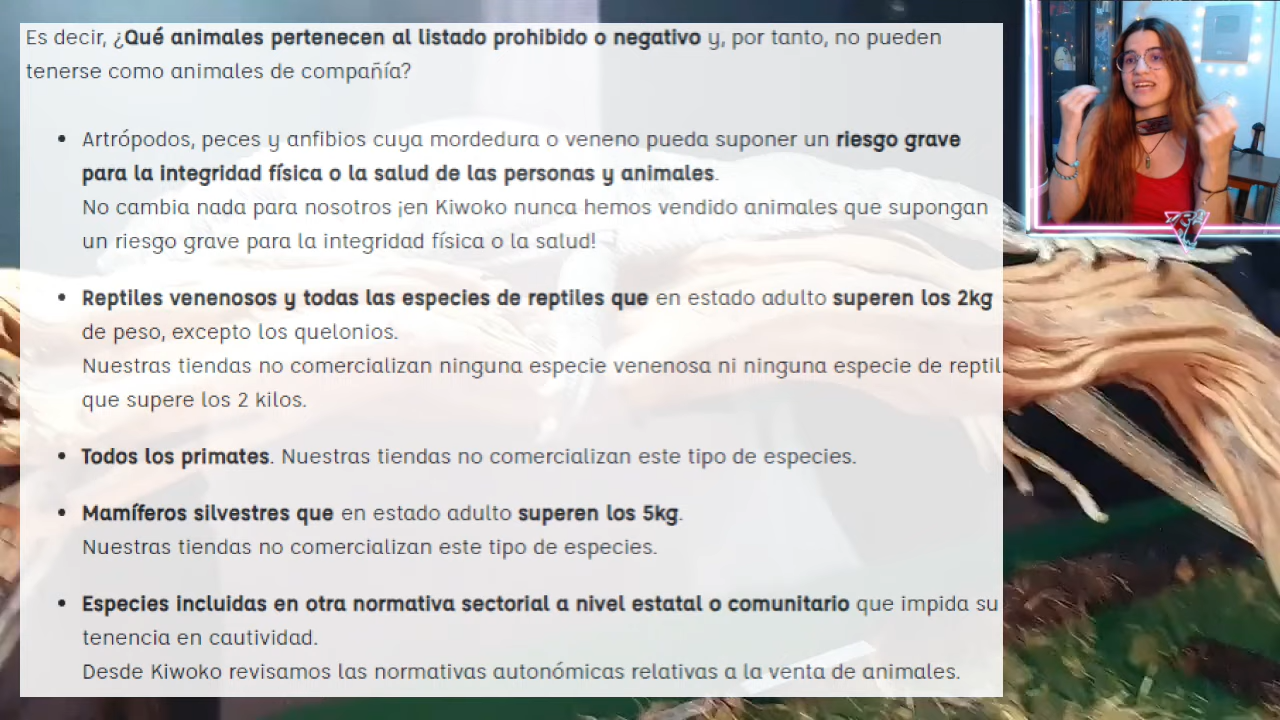 Es decir, ¿Qué animales pertenecen al listado prohibido o negativo y, por tanto, no pueden
tenerse como animales de compañía?
• Artrópodos, peces y anfibios cuya mordedura o veneno pueda suponer un riesgo grave
para la integridad física o la salud de las personas y animales.
No cambia nada para nosotros ¡en Kiwoko nunca hemos vendido animales que supongan
un riesgo grave para la integridad física o la salud!
• Reptiles venenosos y todas las especies de reptiles que en estado adulto superen los 2kg
de peso, excepto los quelonios.
Nuestras tiendas no comercializan ninguna especie venenosa ni ninguna especie de reptil
que supere los 2 kilos.
• Todos los primates. Nuestras tiendas no comercializan este tipo de especies.
• Mamíferos silvestres que en estado adulto superen los 5kg.
Nuestras tiendas no comercializan este tipo de especies.
• Especies incluidas en otra normativa sectorial a nivel estatal o comunitario que impida su
tenencia en cautividad.
Desde Kiwoko revisamos las normativas autonómicas relativas a la venta de animales.